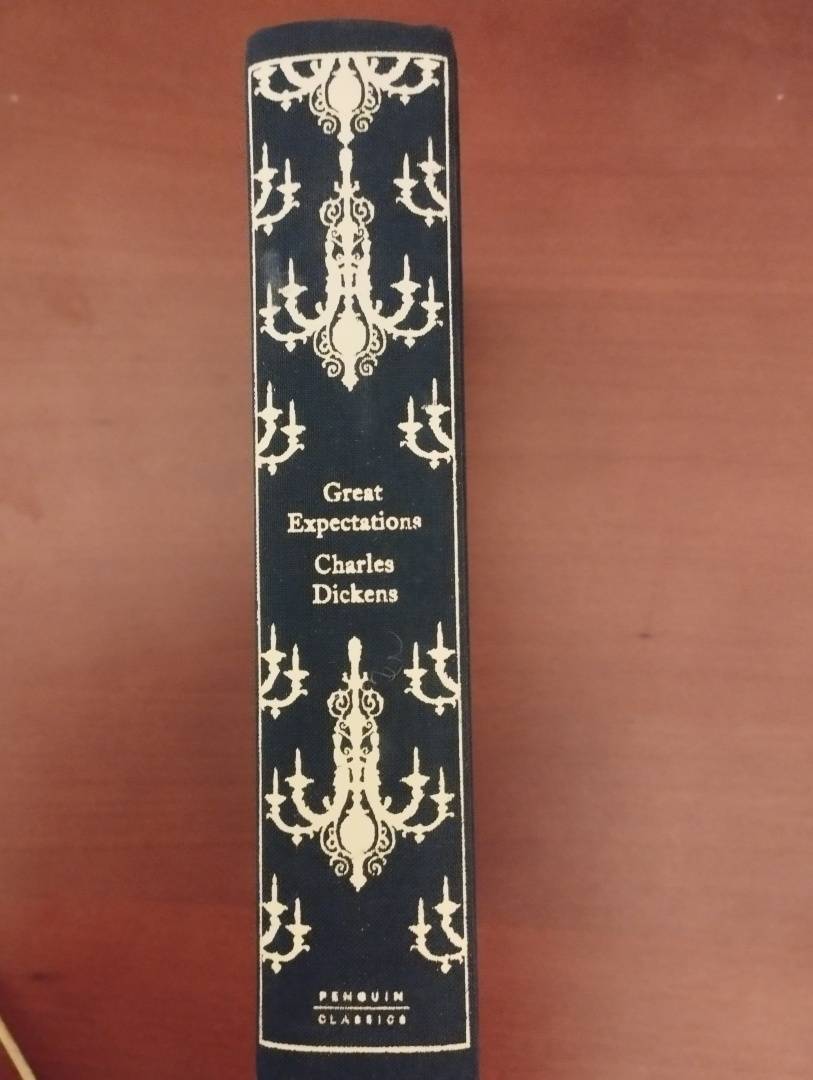 Great
Expectations
Charles
Dickens
PENGUIN
CLASSICS